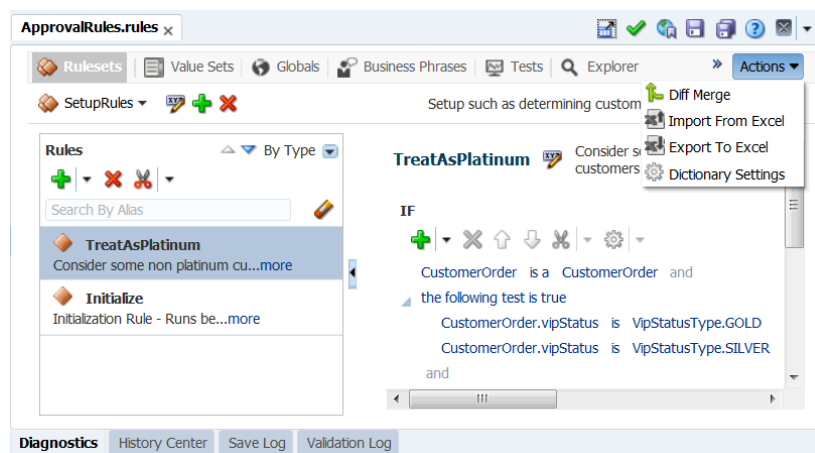 ApprovalRules.rules ×
Rulesets Value Sets Globals Business Phrases Tests Explorer » Actions
SetupRules Setup such as determining custom
Diff Merge
Import From Excel
Export To Excel
Dictionary Settings
Rules By Type
Search By Alias
TreatAsPlatinum
Consider some non platinum cu...more
Initialize
Initialization Rule - Runs be...more
TreatAsPlatinum Consider s
customers
IF
CustomerOrder is a CustomerOrder and
the following test is true
CustomerOrder.vipStatus is VipStatusType.GOLD
CustomerOrder.vipStatus is VipStatusType.SILVER
and
Diagnostics History Center Save Log Validation Log